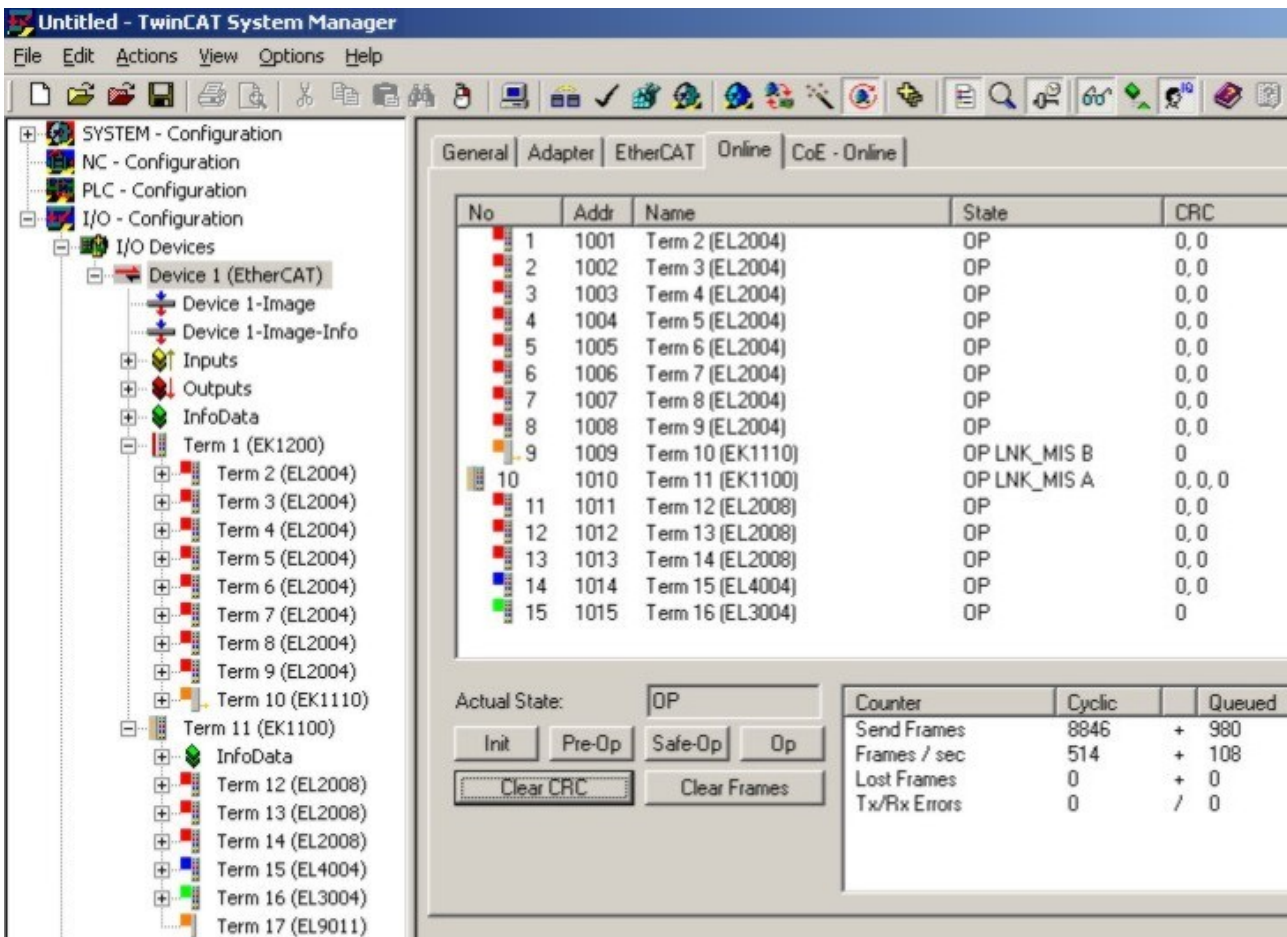 Untitled - TwinCAT System Manager
File Edit Actions View Options Help
SYSTEM - Configuration
NC - Configuration
PLC - Configuration
I/O - Configuration
I/O Devices
Device 1 (EtherCAT)
Device 1-Image
Device 1-Image-Info
Inputs
Outputs
InfoData
Term 1 (EK1200)
Term 2 (EL2004)
Term 3 (EL2004)
Term 4 (EL2004)
Term 5 (EL2004)
Term 6 (EL2004)
Term 7 (EL2004)
Term 8 (EL2004)
Term 9 (EL2004)
Term 10 (EK1110)
Term 11 (EK1100)
InfoData
Term 12 (EL2008)
Term 13 (EL2008)
Term 14 (EL2008)
Term 15 (EL4004)
Term 16 (EL3004)
Term 17 (EL9011)
General Adapter EtherCAT Online CoE - Online
No Addr Name State CRC
1 1001 Term 2 (EL2004) OP 0, 0
2 1002 Term 3 (EL2004) OP 0, 0
3 1003 Term 4 (EL2004) OP 0, 0
4 1004 Term 5 (EL2004) OP 0, 0
5 1005 Term 6 (EL2004) OP 0, 0
6 1006 Term 7 (EL2004) OP 0, 0
7 1007 Term 8 (EL2004) OP 0, 0
8 1008 Term 9 (EL2004) OP 0, 0
9 1009 Term 10 (EK1110) OP LNK_MIS B 0
10 1010 Term 11 (EK1100) OP LNK_MIS A 0, 0, 0
11 1011 Term 12 (EL2008) OP 0, 0
12 1012 Term 13 (EL2008) OP 0, 0
13 1013 Term 14 (EL2008) OP 0, 0
14 1014 Term 15 (EL4004) OP 0, 0
15 1015 Term 16 (EL3004) OP 0
Actual State: OP
Init Pre-Op Safe-Op Op
Clear CRC Clear Frames
Counter Cyclic Queued
Send Frames 8846 + 980
Frames / sec 514 + 108
Lost Frames 0 + 0
Tx/Rx Errors 0 / 0